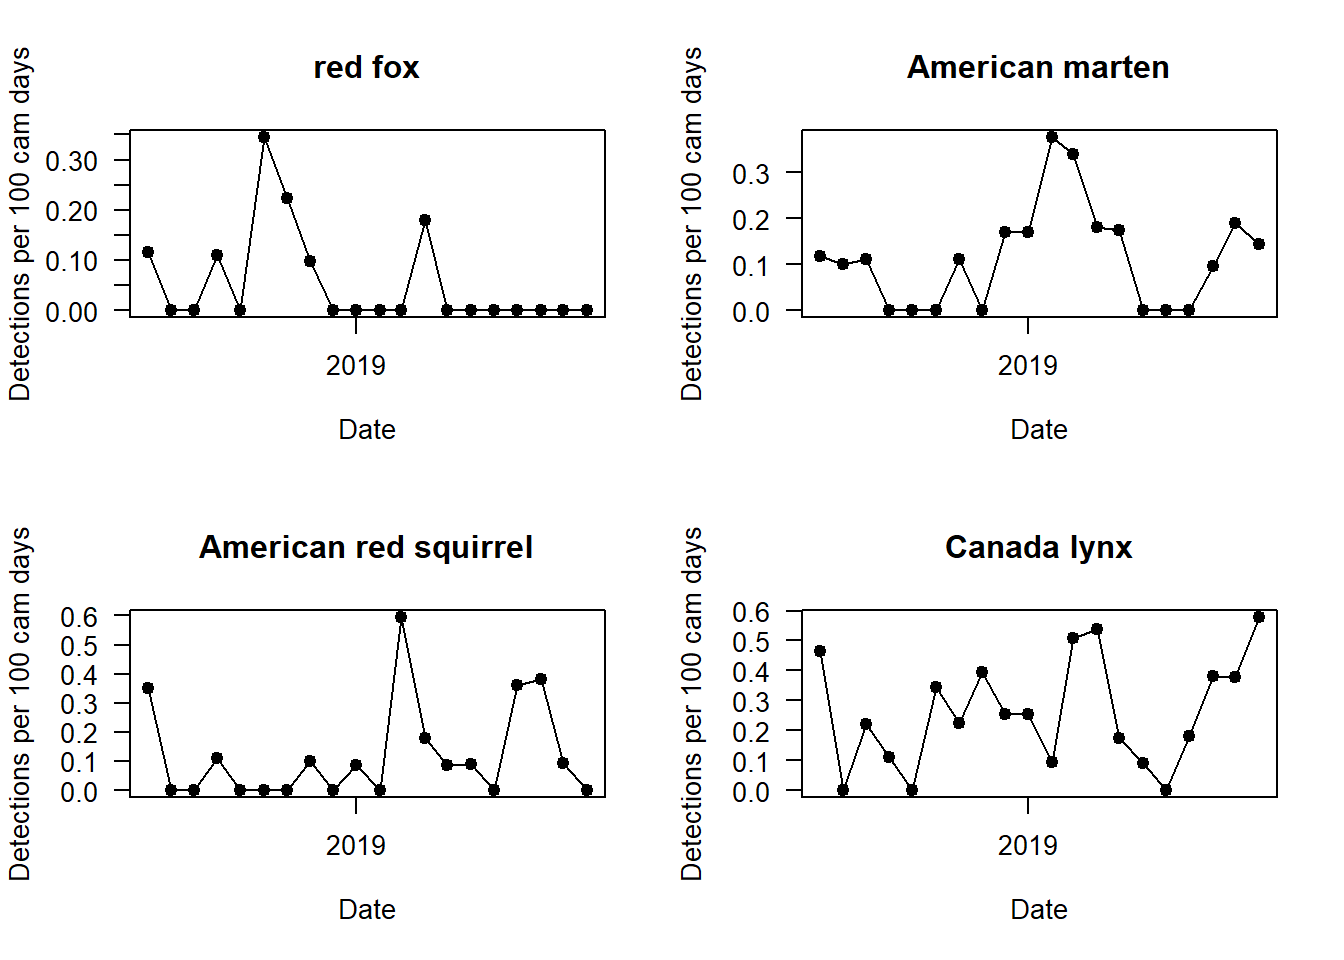 red fox
Detections per 100 cam days
0.30
0.20
0.10
0.00
2019
Date
American marten
Detections per 100 cam days
0.3
0.2
0.1
0.0
2019
Date
American red squirrel
Detections per 100 cam days
0.6
0.5
0.4
0.3
0.2
0.1
0.0
2019
Date
Canada lynx
Detections per 100 cam days
0.6
0.5
0.4
0.3
0.2
0.1
0.0
2019
Date